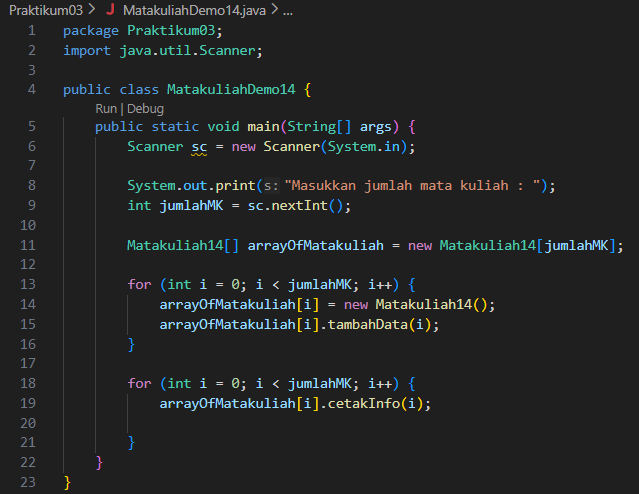 Praktikum03 > J MatakuliahDemo14.java > ...
1 package Praktikum03;
2 import java.util.Scanner;
3
4 public class MatakuliahDemo14 {
Run | Debug
5     public static void main(String[] args) {
6         Scanner sc = new Scanner(System.in);
7
8         System.out.print(s: "Masukkan jumlah mata kuliah : ");
9         int jumlahMK = sc.nextInt();
10
11         Matakuliah14[] arrayOfMatakuliah = new Matakuliah14[jumlahMK];
12
13         for (int i = 0; i < jumlahMK; i++) {
14             arrayOfMatakuliah[i] = new Matakuliah14();
15             arrayOfMatakuliah[i].tambahData(i);
16         }
17
18         for (int i = 0; i < jumlahMK; i++) {
19             arrayOfMatakuliah[i].cetakInfo(i);
20
21         }
22     }
23 }